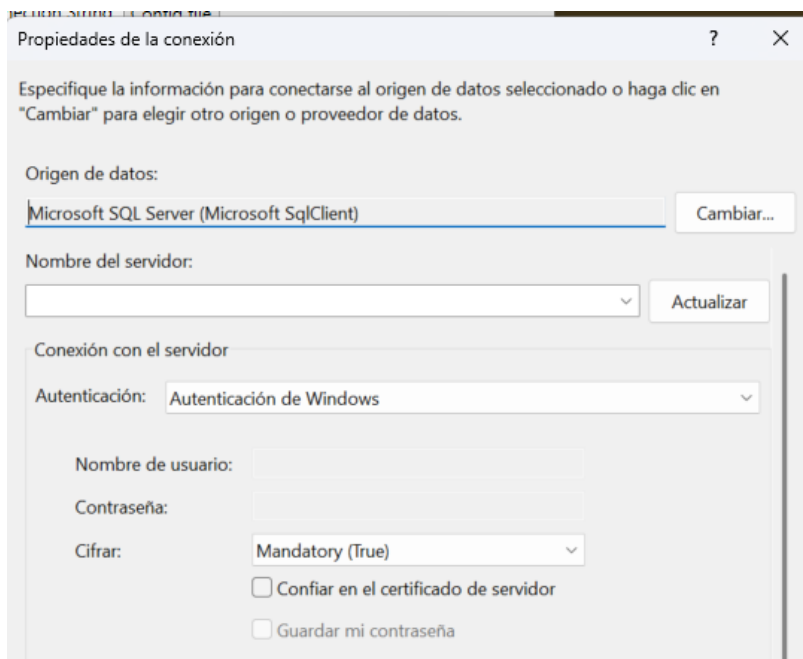 Propiedades de la conexión ?
Especifique la información para conectarse al origen de datos seleccionado o haga clic en
"Cambiar" para elegir otro origen o proveedor de datos.
Origen de datos:
Microsoft SQL Server (Microsoft SqlClient) Cambiar...
Nombre del servidor:
Actualizar
Conexión con el servidor
Autenticación: Autenticación de Windows
Nombre de usuario:
Contraseña:
Cifrar: Mandatory (True)
Confiar en el certificado de servidor
Guardar mi contraseña